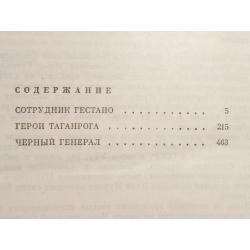 СОДЕРЖАНИЕ
СОТРУДНИК ГЕСТАПО . . . . . . . . . . . 5
ГЕРОИ ТАГАНРОГА . . . . . . . . . . . . 215
ЧЕРНЫЙ ГЕНЕРАЛ . . . . . . . . . . . . 463